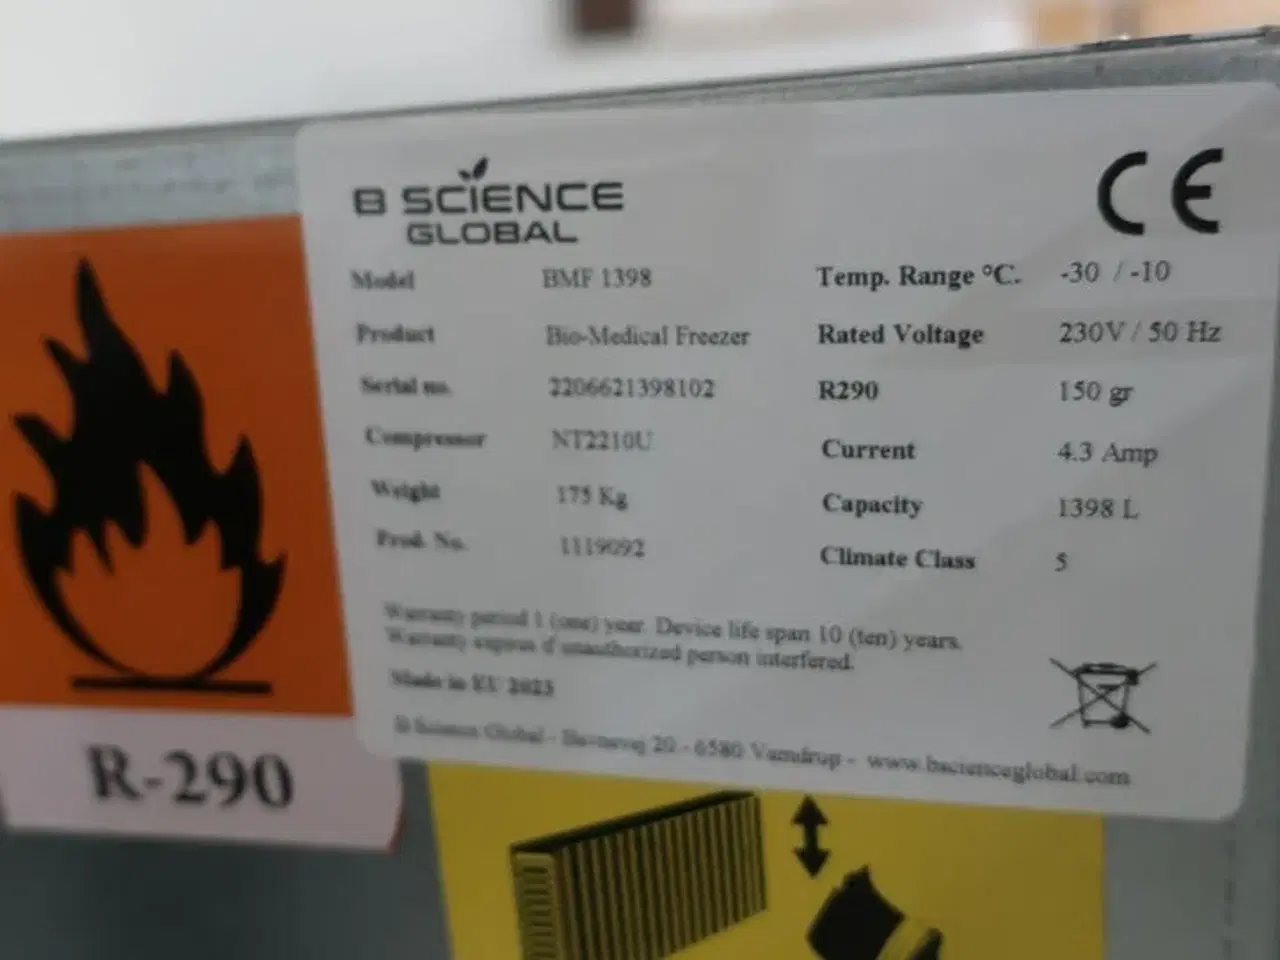 B SCIENCE
GLOBAL
CE
Model BMF 1398
Product Bio-Medical Freezer
Serial no. 2206621398102
Compressor NT2210U
Weight 175 Kg
Prod. No. 1119092
Temp. Range °C. -30 / -10
Rated Voltage 230V / 50 Hz
R290 150 gr
Current 4.3 Amp
Capacity 1398 L
Climate Class 5
Warranty period 1 (one) year. Device life span 10 (ten) years.
Warranty expires if unauthorized person interfered.
Made in EU 2023
B Science Global - 20 - 6580 Vamdrup - www.bscienceglobal.com
R-290